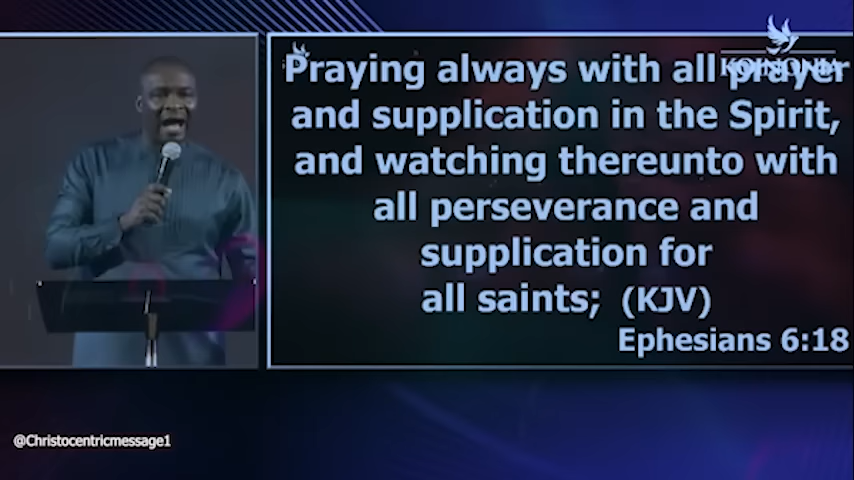 KOINONIA
Praying always with all prayer
and supplication in the Spirit,
and watching thereunto with
all perseverance and
supplication for
all saints; (KJV)
Ephesians 6:18
@Christocentricmessage1